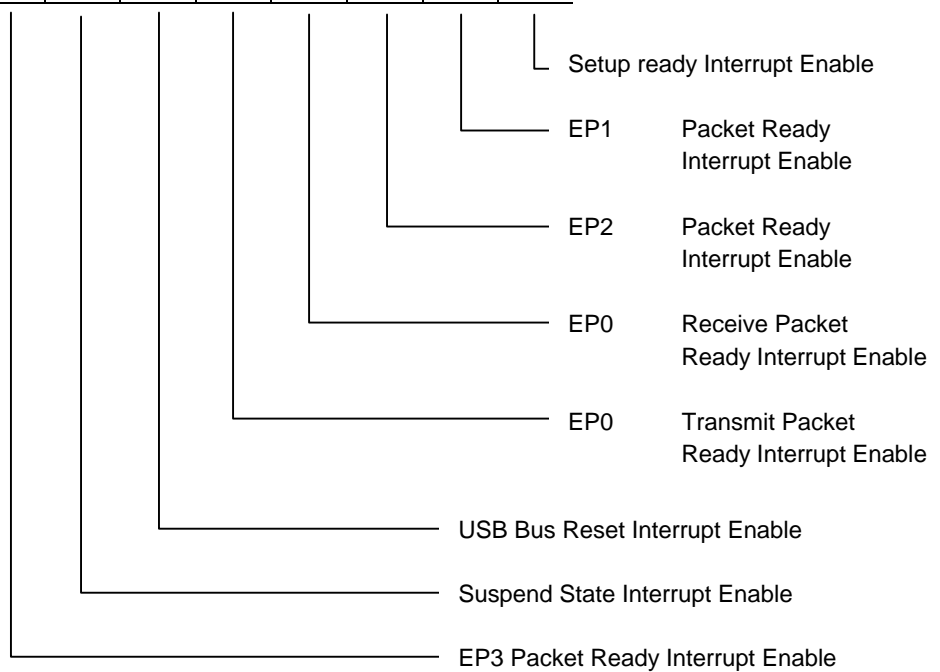 Setup ready Interrupt Enable
EP1 Packet Ready
Interrupt Enable
EP2 Packet Ready
Interrupt Enable
EP0 Receive Packet
Ready Interrupt Enable
EP0 Transmit Packet
Ready Interrupt Enable
USB Bus Reset Interrupt Enable
Suspend State Interrupt Enable
EP3 Packet Ready Interrupt Enable